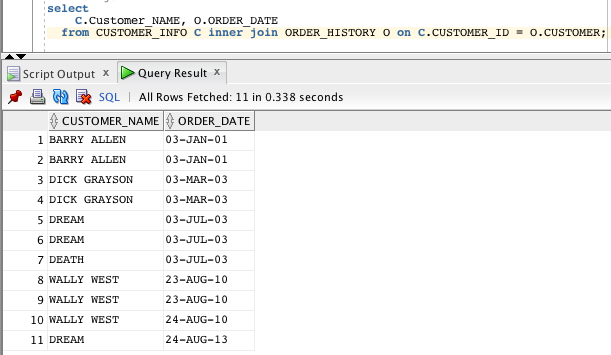 select
C.Customer_NAME, O.ORDER_DATE
from CUSTOMER_INFO C inner join ORDER_HISTORY O on C.CUSTOMER_ID = O.CUSTOMER;
Script Output x Query Result x
SQL | All Rows Fetched: 11 in 0.338 seconds
CUSTOMER_NAME ORDER_DATE
1 BARRY ALLEN 03-JAN-01
2 BARRY ALLEN 03-JAN-01
3 DICK GRAYSON 03-MAR-03
4 DICK GRAYSON 03-MAR-03
5 DREAM 03-JUL-03
6 DREAM 03-JUL-03
7 DEATH 03-JUL-03
8 WALLY WEST 23-AUG-10
9 WALLY WEST 23-AUG-10
10 WALLY WEST 24-AUG-10
11 DREAM 24-AUG-13